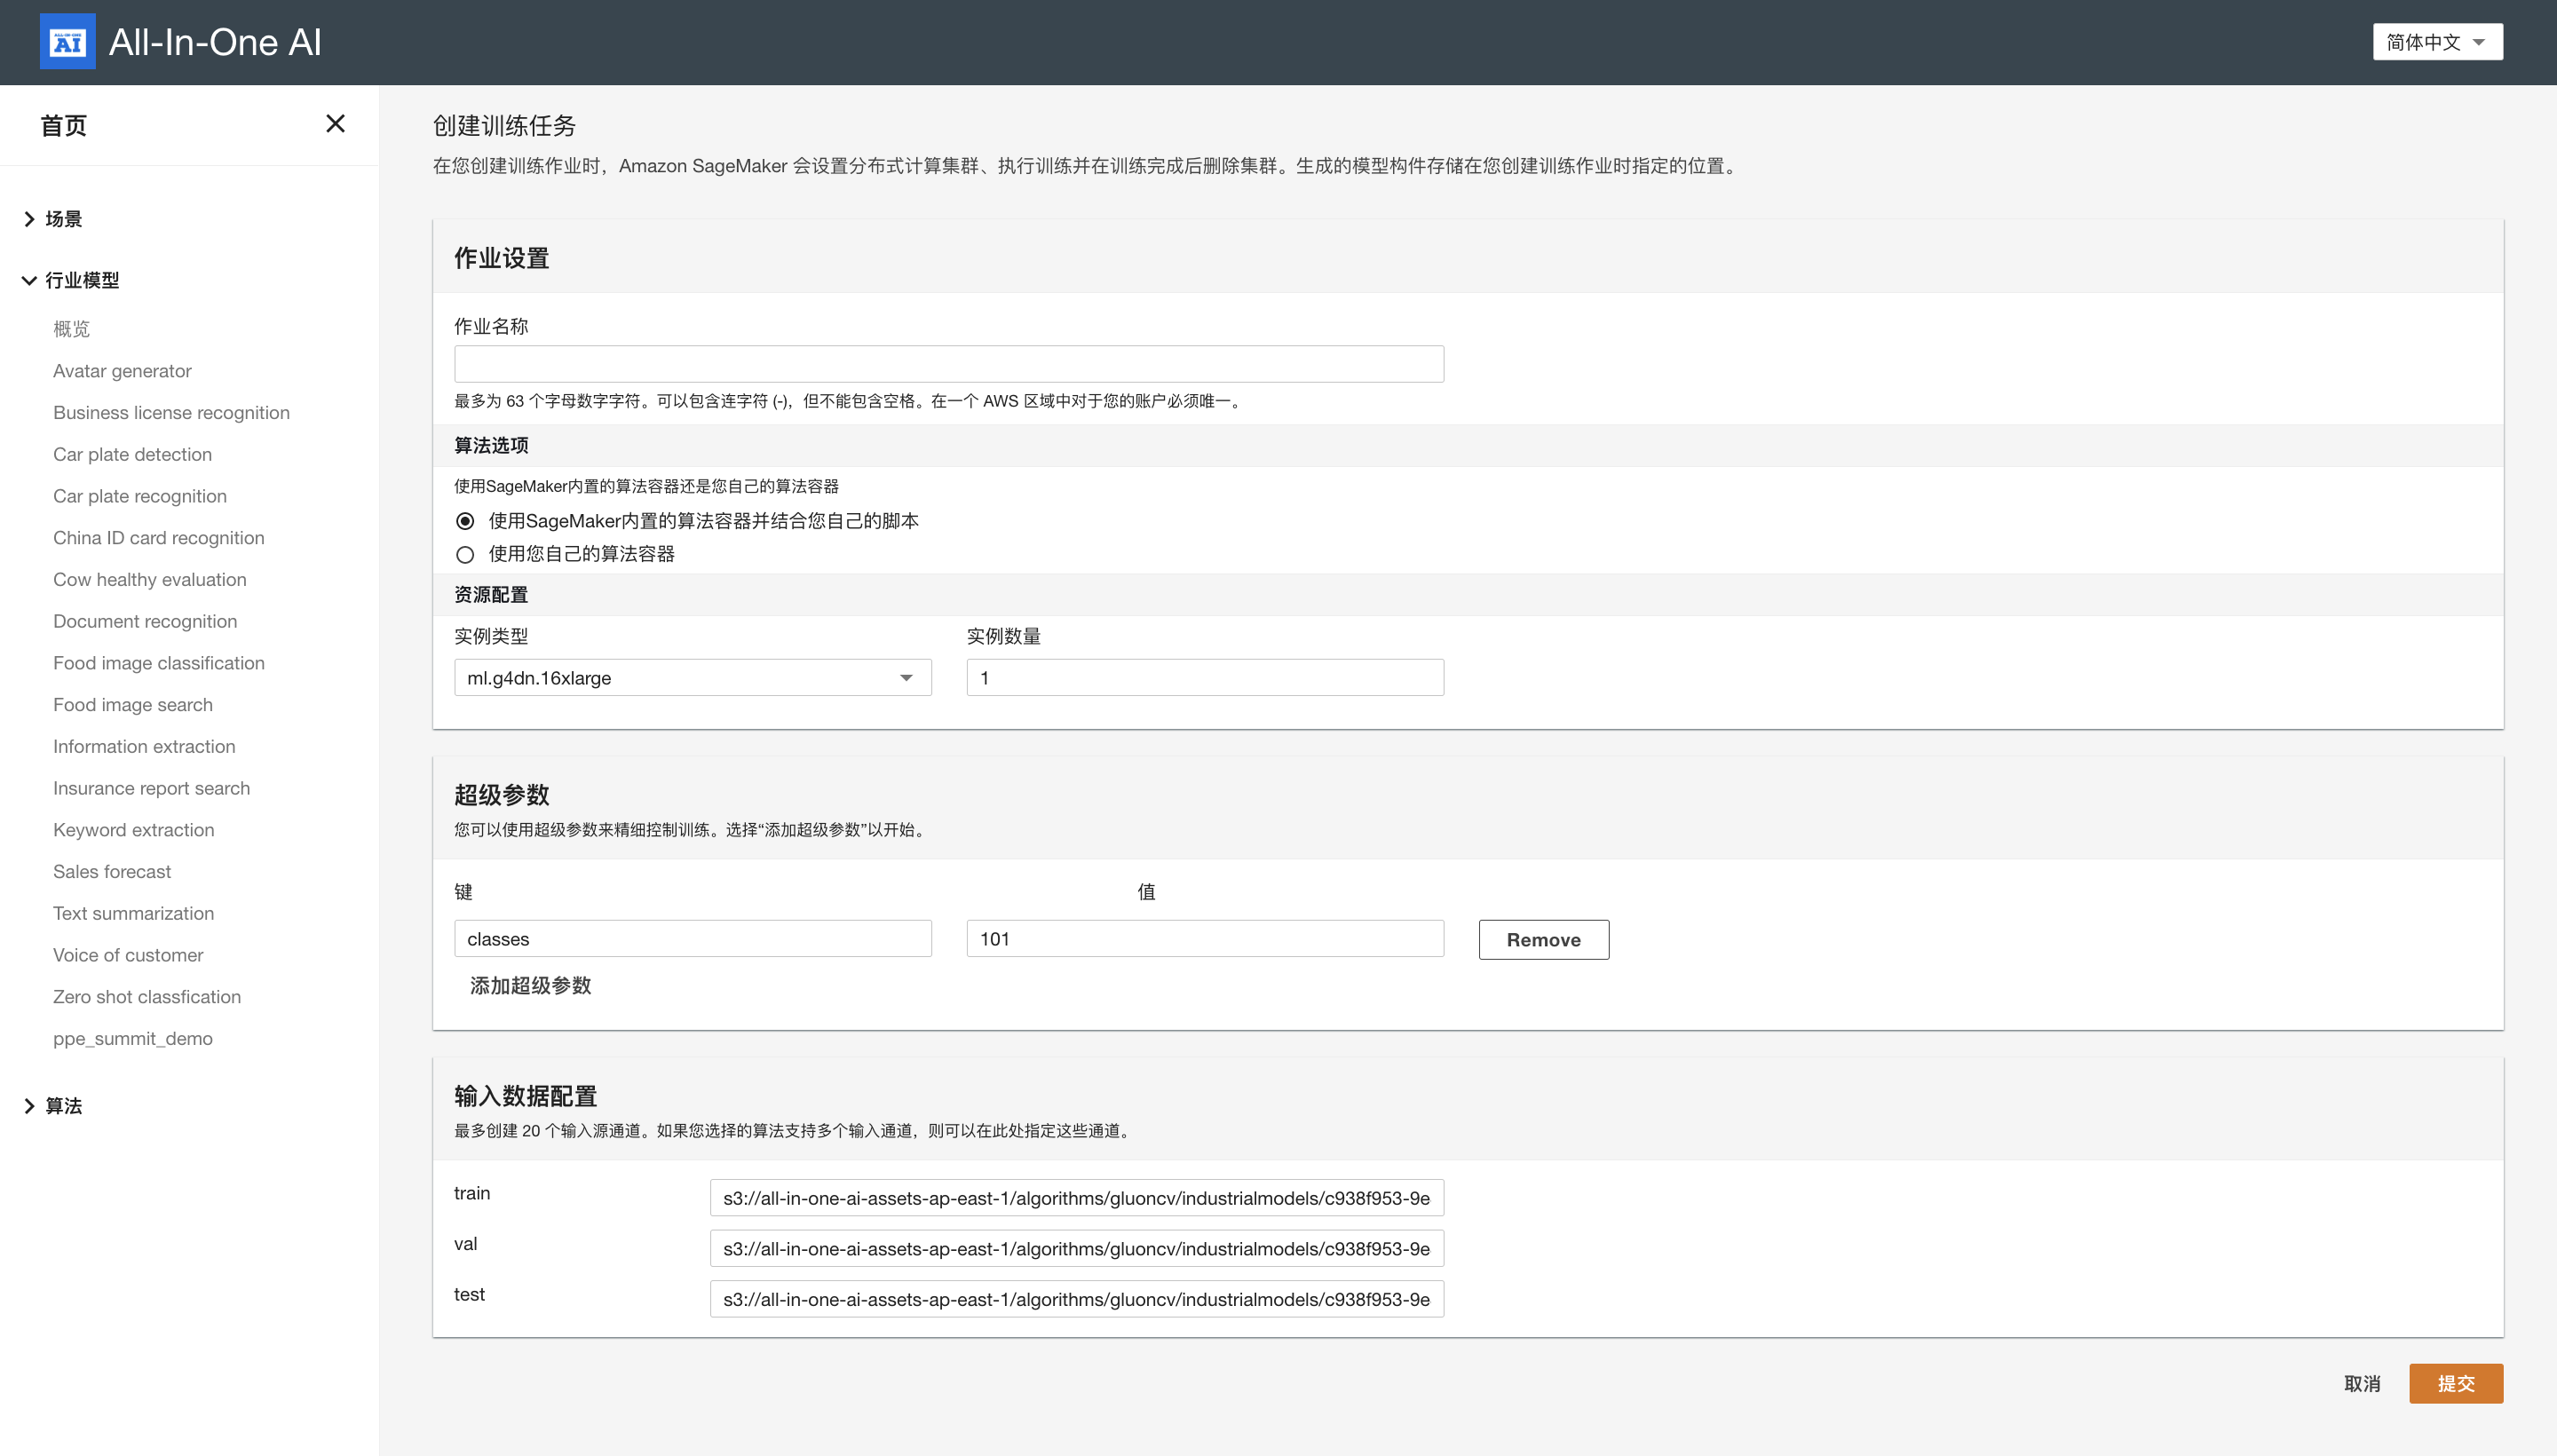 ALL-IN-ONE
AI
All-In-One AI
简体中文
首页
场景
行业模型
概览
Avatar generator
Business license recognition
Car plate detection
Car plate recognition
China ID card recognition
Cow healthy evaluation
Document recognition
Food image classification
Food image search
Information extraction
Insurance report search
Keyword extraction
Sales forecast
Text summarization
Voice of customer
Zero shot classfication
ppe_summit_demo
算法
创建训练任务
在您创建训练作业时，Amazon SageMaker 会设置分布式计算集群、执行训练并在训练完成后删除集群。生成的模型构件存储在您创建训练作业时指定的位置。
作业设置
作业名称
最多为 63 个字母数字字符。可以包含连字符 (-)，但不能包含空格。在一个 AWS 区域中对于您的账户必须唯一。
算法选项
使用SageMaker内置的算法容器还是您自己的算法容器
使用SageMaker内置的算法容器并结合您自己的脚本
使用您自己的算法容器
资源配置
实例类型 实例数量
ml.g4dn.16xlarge 1
超级参数
您可以使用超级参数来精细控制训练。选择“添加超级参数”以开始。
键 值
classes 101 Remove
添加超级参数
输入数据配置
最多创建 20 个输入源通道。如果您选择的算法支持多个输入通道，则可以在此处指定这些通道。
train s3://all-in-one-ai-assets-ap-east-1/algorithms/gluoncv/industrialmodels/c938f953-9e
val s3://all-in-one-ai-assets-ap-east-1/algorithms/gluoncv/industrialmodels/c938f953-9e
test s3://all-in-one-ai-assets-ap-east-1/algorithms/gluoncv/industrialmodels/c938f953-9e
取消 提交